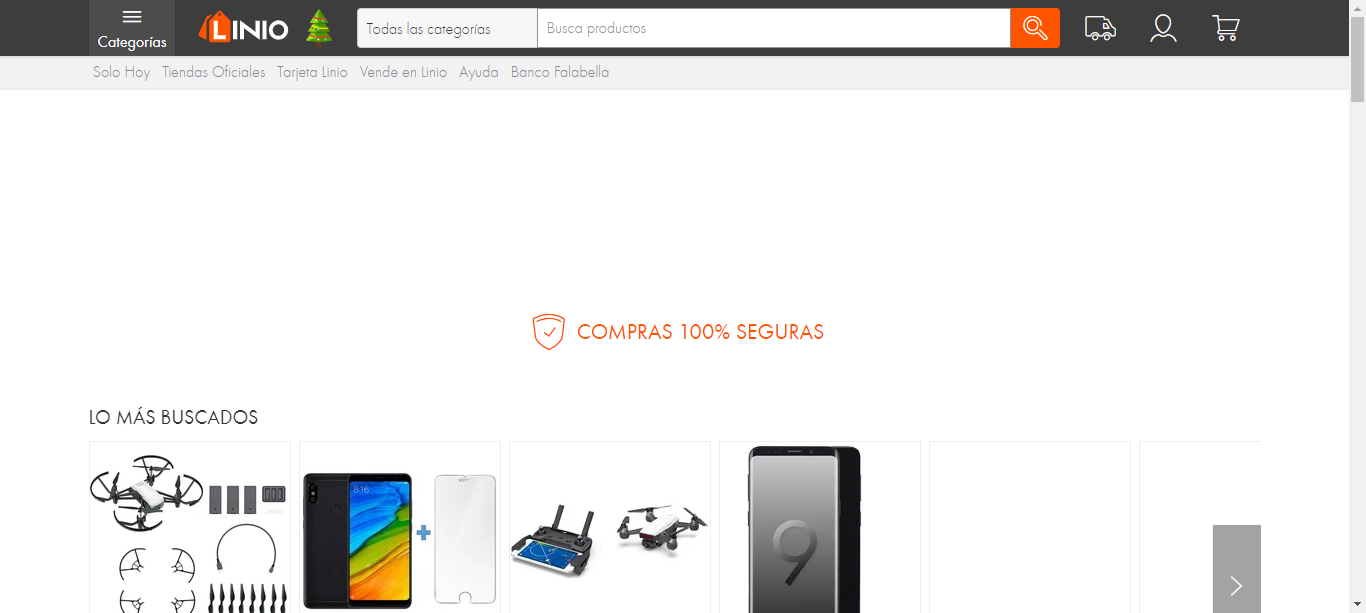 Categorías
LINIO
Todas las categorías
Busca productos
Solo Hoy Tiendas Oficiales Tarjeta Linio Vende en Linio Ayuda Banco Falabella
COMPRAS 100% SEGURAS
LO MÁS BUSCADOS
8:16
9